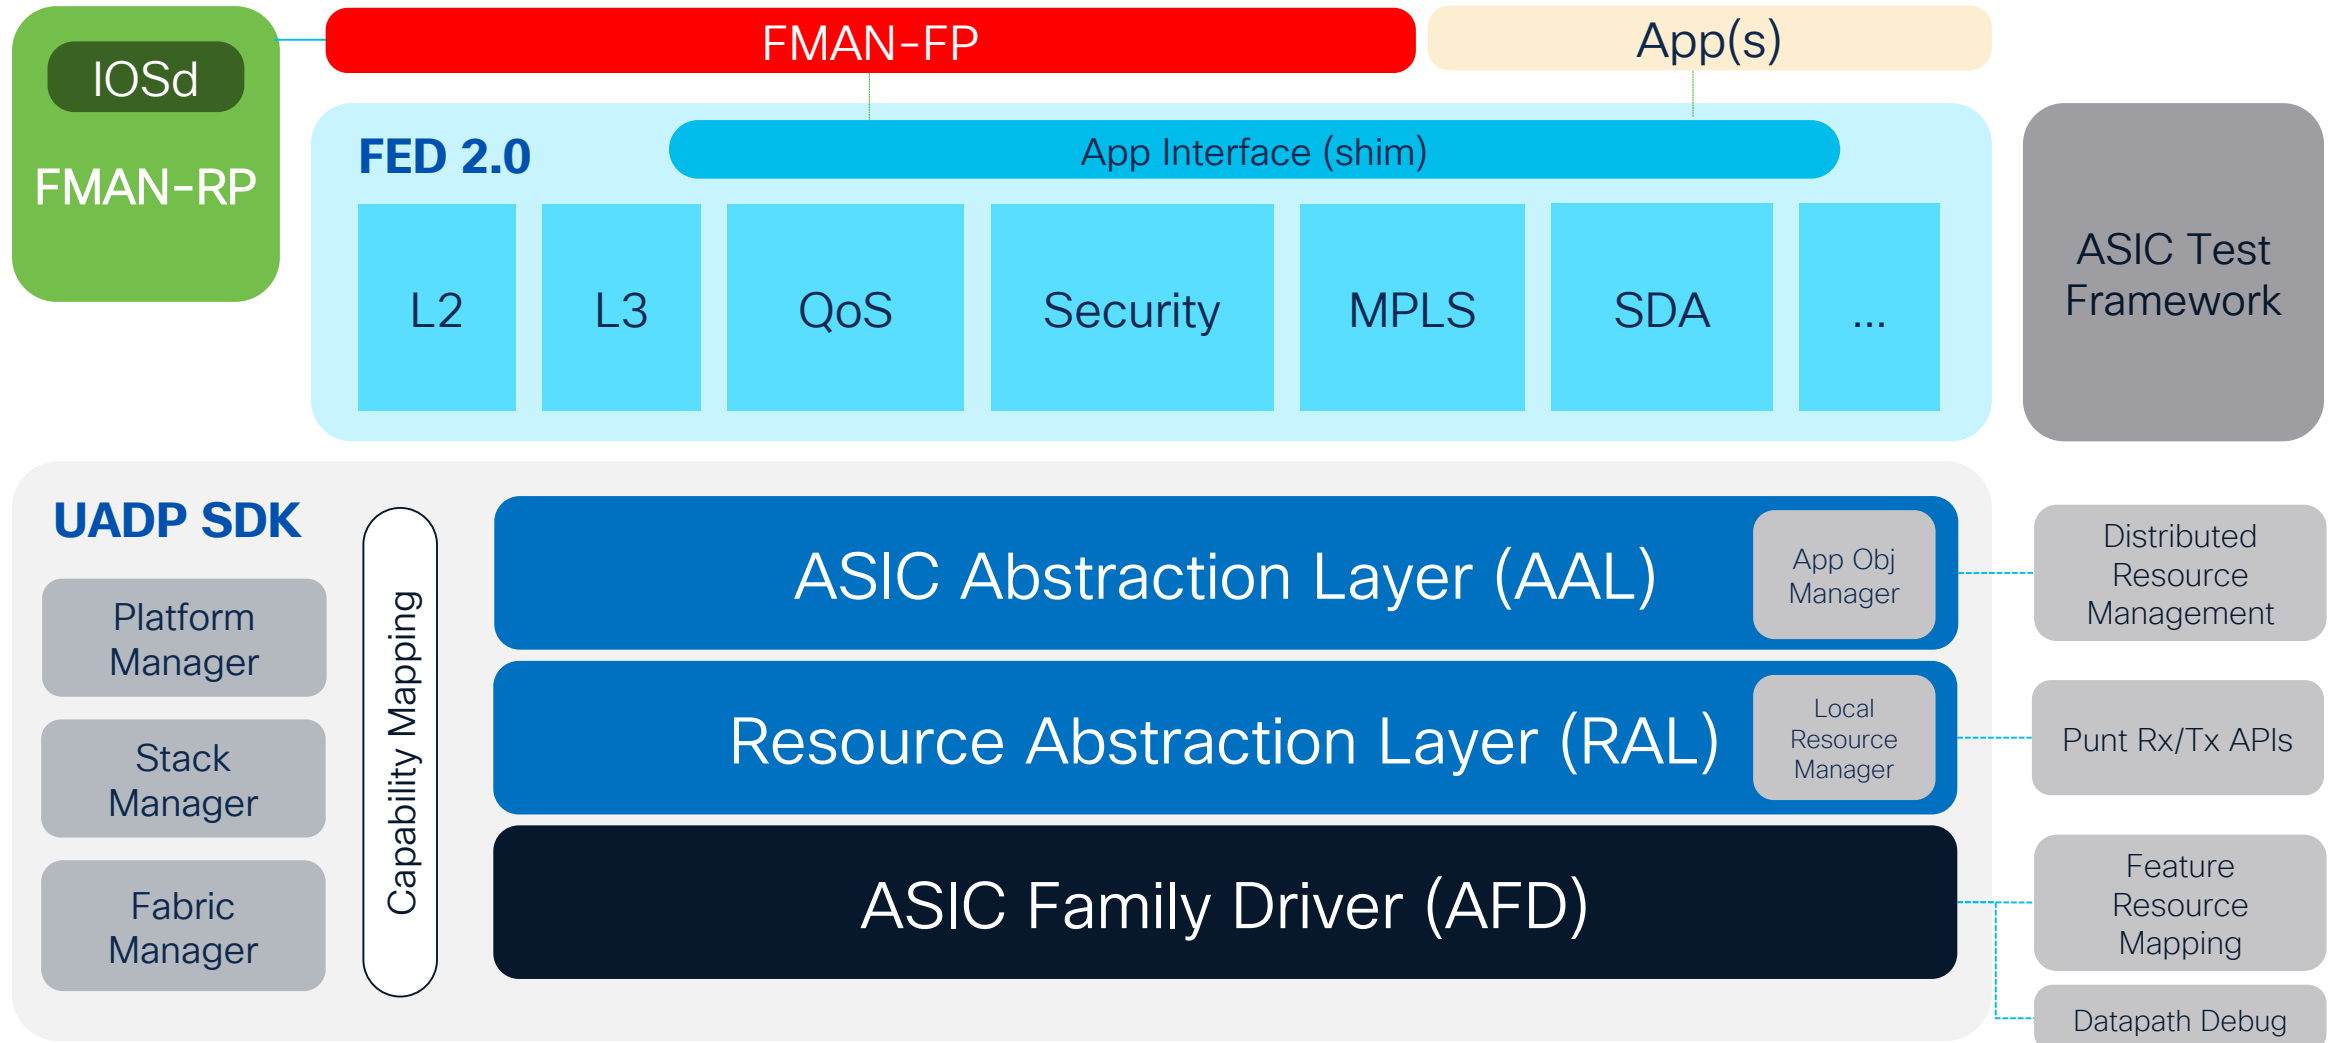 IOSd
FMAN-RP
FMAN-FP
App(s)
FED 2.0
App Interface (shim)
L2
L3
QoS
Security
MPLS
SDA
...
ASIC Test
Framework
UADP SDK
Platform
Manager
Stack
Manager
Fabric
Manager
Capability Mapping
ASIC Abstraction Layer (AAL)
App Obj
Manager
Resource Abstraction Layer (RAL)
Local
Resource
Manager
ASIC Family Driver (AFD)
Distributed
Resource
Management
Punt Rx/Tx APIs
Feature
Resource
Mapping
Datapath Debug